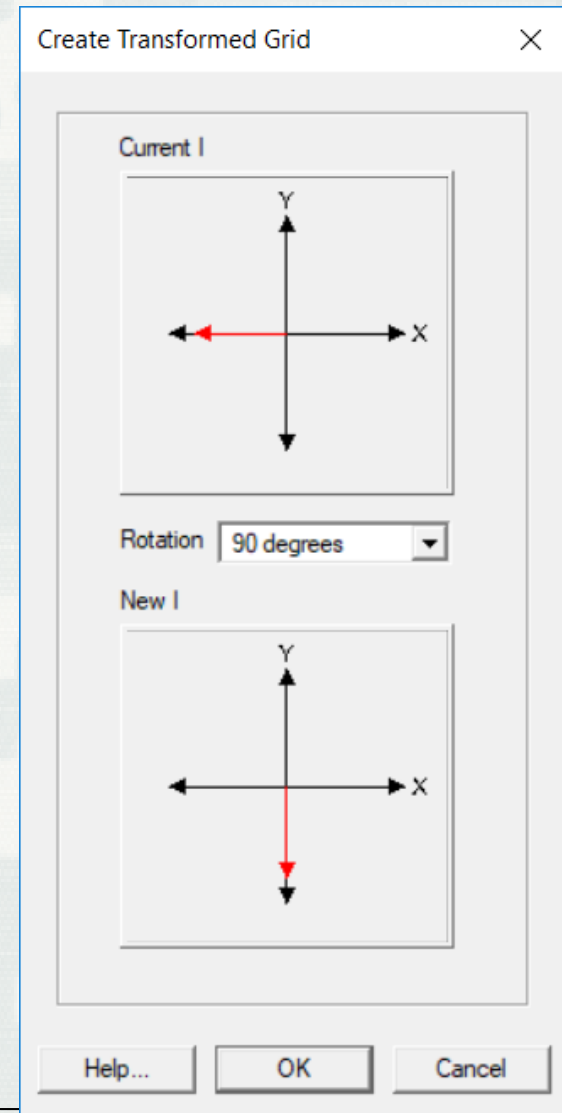 Create Transformed Grid
Current I
Y
X
Rotation 90 degrees
New I
Y
X
Help... OK Cancel